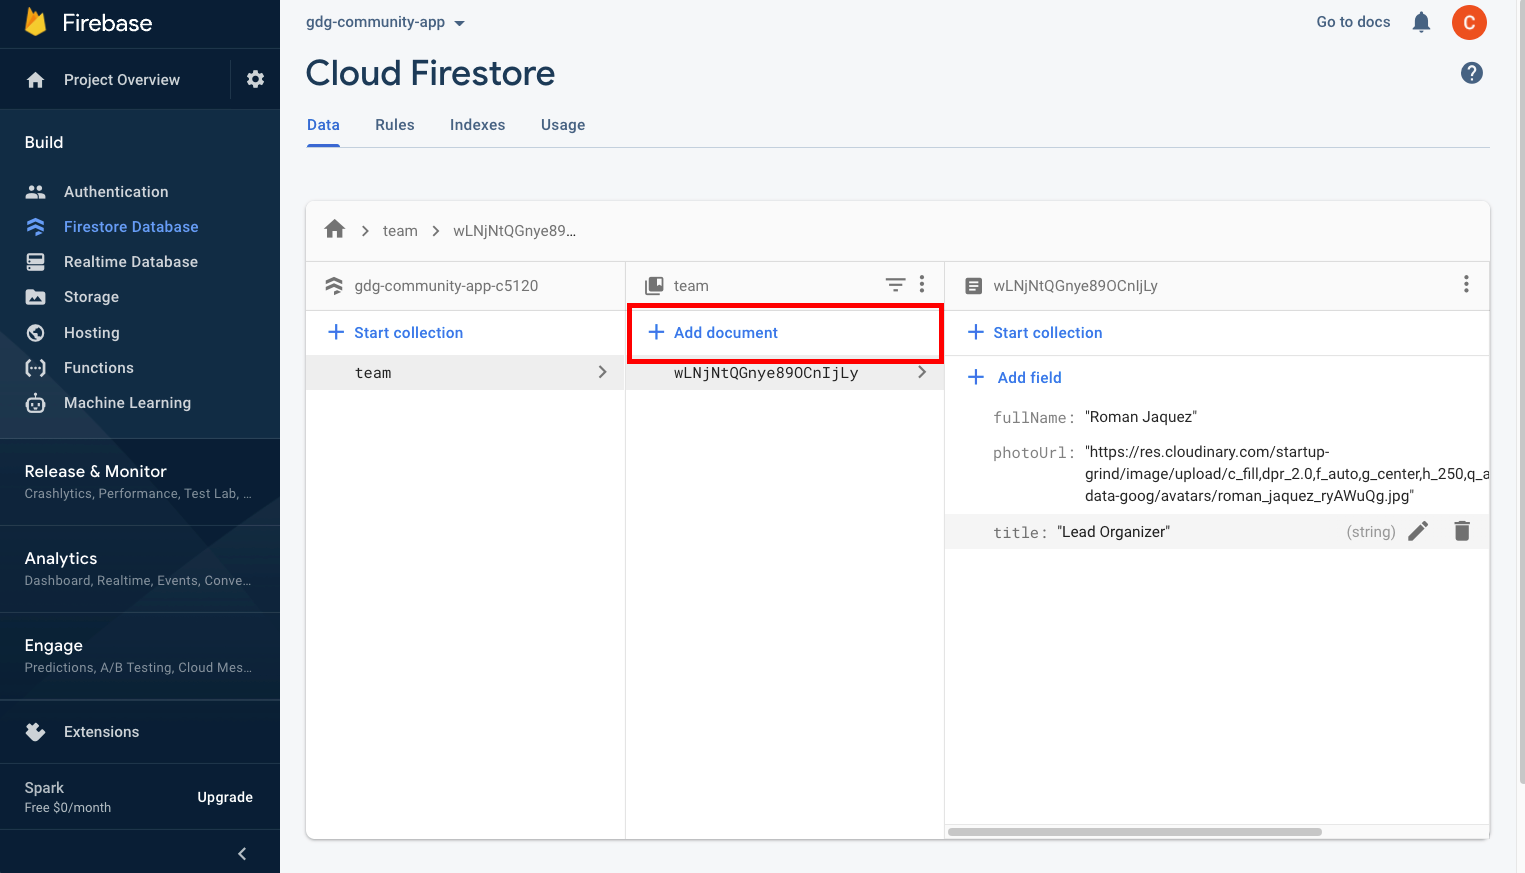 Firebase
Project Overview
Build
Authentication
Firestore Database
Realtime Database
Storage
Hosting
Functions
Machine Learning
Release & Monitor
Crashlytics, Performance, Test Lab, ...
Analytics
Dashboard, Realtime, Events, Conve...
Engage
Predictions, A/B Testing, Cloud Mes...
Extensions
Spark
Free $0/month
Upgrade
gdg-community-app
Go to docs
C
Cloud Firestore
?
Data Rules Indexes Usage
team
wLNjNtQGnye89...
gdg-community-app-c5120
Start collection
team
team
Add document
wLNjNtQGnye89OCnIjLy
wLNjNtQGnye89OCnIjLy
Start collection
Add field
fullName: "Roman Jaquez"
photoUrl: "https://res.cloudinary.com/startup-
grind/image/upload/c_fill,dpr_2.0,f_auto,g_center,h_250,q_a
data-goog/avatars/roman_jaquez_ryAWuQg.jpg"
title: "Lead Organizer" (string)